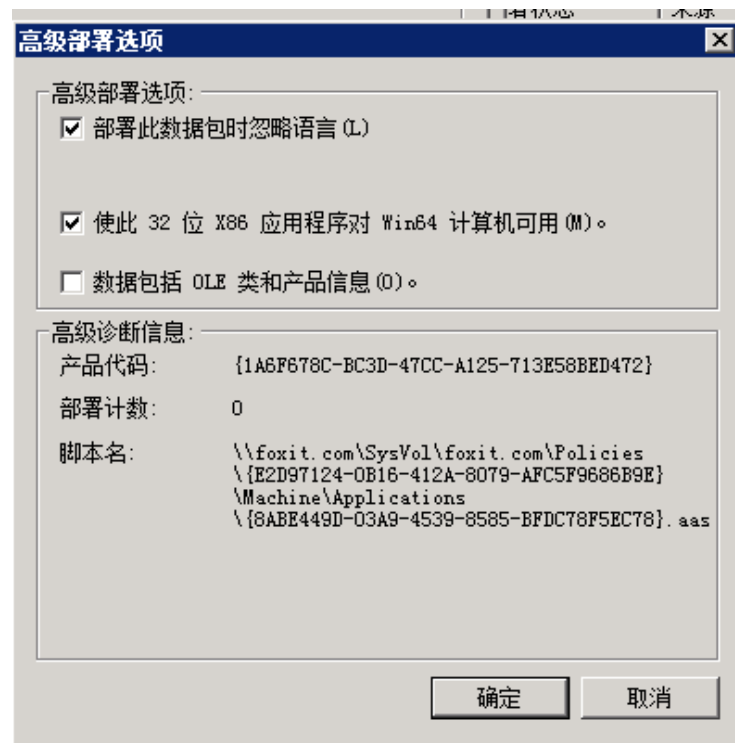 高级部署选项
高级部署选项:
部署此数据包时忽略语言(L)
使此 32 位 X86 应用程序对 Win64 计算机可用(M)。
数据包括 OLE 类和产品信息(O)。
高级诊断信息:
产品代码: {1A6F678C-BC3D-47CC-A125-713E58BED472}
部署计数: 0
脚本名: \\foxit.com\SysVol\foxit.com\Policies
\{E2D97124-0B16-412A-8079-AFC5F9686B9E}
\Machine\Applications
\{8ABE449D-03A9-4539-8585-BFDC78F5EC78}.aas
确定 取消